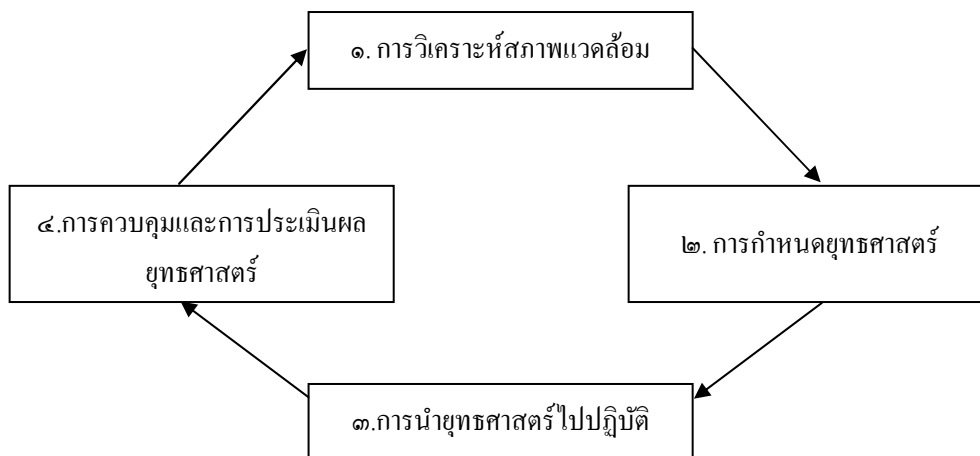 ๑. การวิเคราะห์สภาพแวดล้อม
๒. การกำหนดยุทธศาสตร์
๓.การนำยุทธศาสตร์ไปปฏิบัติ
๔.การควบคุมและการประเมินผล
ยุทธศาสตร์